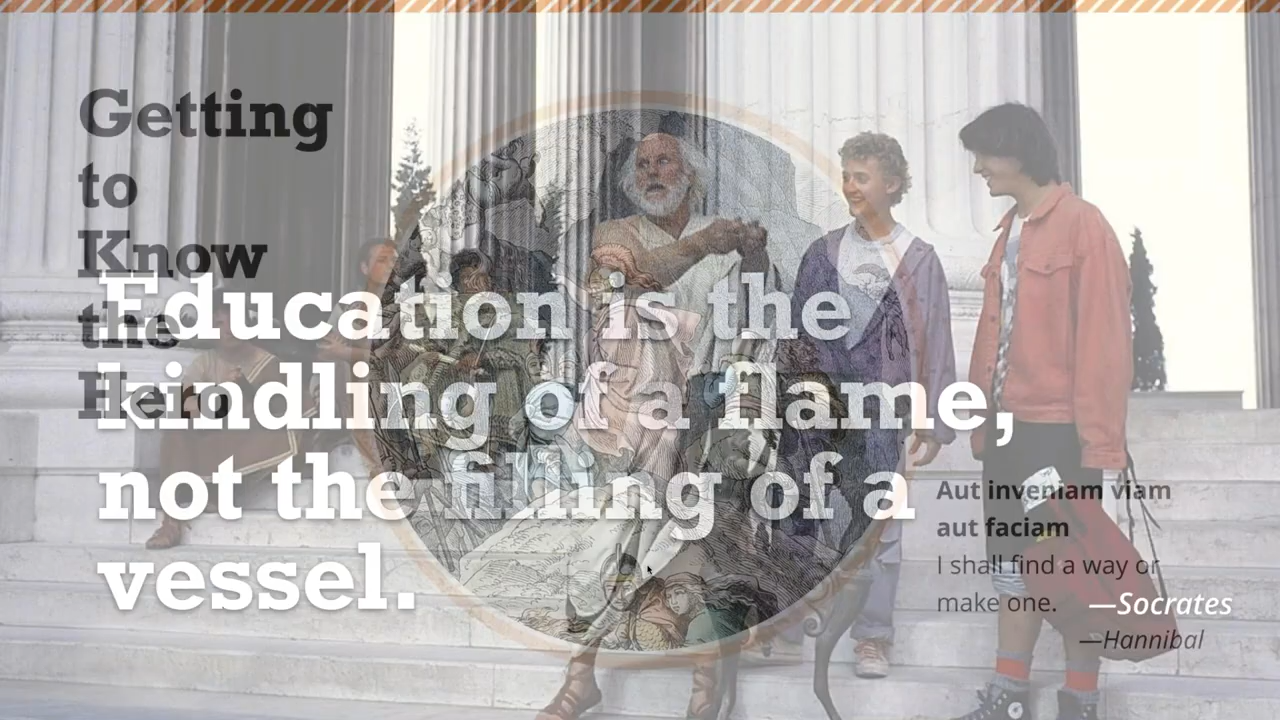 Getting
to
Know
the
Hero
Education is the
kindling of a flame,
not the filling of a
vessel.
Aut inveniam viam
aut faciam
I shall find a way or
make one.
—Socrates
—Hannibal